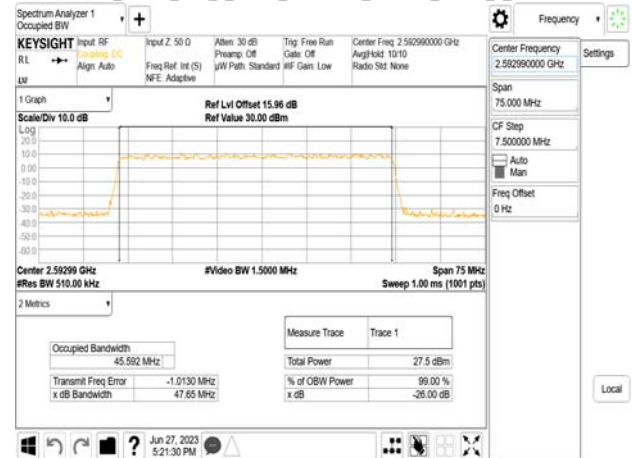 Spectrum Analyzer 1
Occupied BW
Frequency
KEYSIGHT
RL
Input: RF
Coupling: DC
Align: Auto
Input Z: 50 Ω
Freq Ref: Int (S)
NFE: Adaptive
Atten: 30 dB
Preamp: Off
µW Path: Standard
Trig: Free Run
Gate: Off
#IF Gain: Low
Center Freq: 2.592990000 GHz
Avg|Hold: 10/10
Radio Std: None
Center Frequency
2.592990000 GHz
Settings
Span
75.000 MHz
CF Step
7.500000 MHz
Auto
Man
Freq Offset
0 Hz
Local
1 Graph
Scale/Div 10.0 dB
Ref Lvl Offset 15.96 dB
Ref Value 30.00 dBm
Log
20.0
10.0
0.00
-10.0
-20.0
-30.0
-40.0
-50.0
-60.0
Center 2.59299 GHz
#Res BW 510.00 kHz
#Video BW 1.5000 MHz
Span 75 MHz
Sweep 1.00 ms (1001 pts)
2 Metrics
Measure Trace
Trace 1
Occupied Bandwidth
45.592 MHz
Total Power
27.5 dBm
Transmit Freq Error
-1.0130 MHz
% of OBW Power
99.00 %
x dB Bandwidth
47.65 MHz
x dB
-26.00 dB
?
Jun 27, 2023
5:21:30 PM